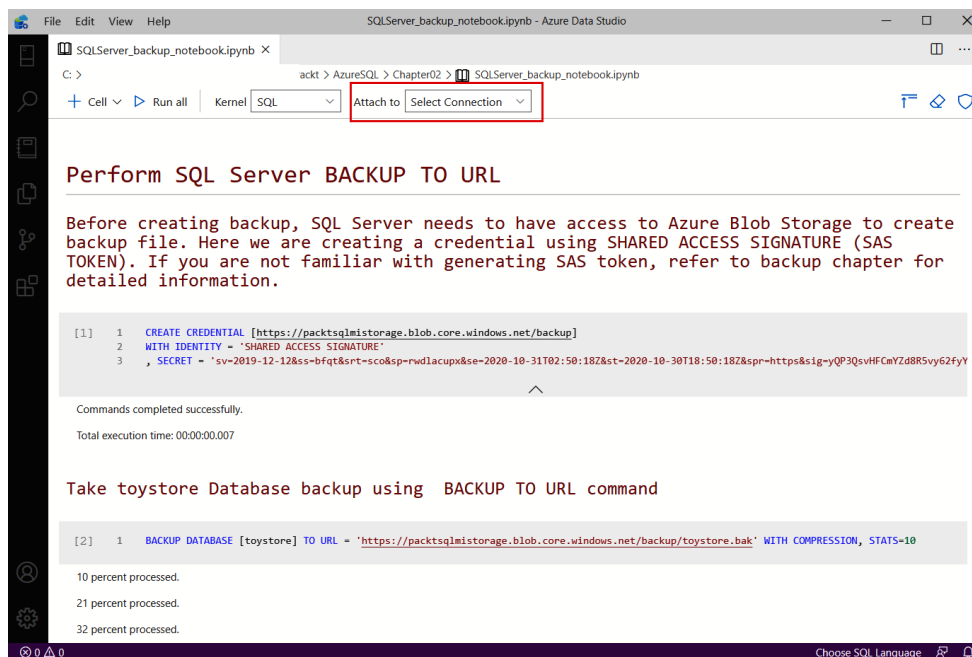 File Edit View Help SQLServer_backup_notebook.ipynb - Azure Data Studio
SQLServer_backup_notebook.ipynb
C: > ackt > AzureSQL > Chapter02 > SQLServer_backup_notebook.ipynb
+ Cell Run all Kernel SQL Attach to Select Connection
Perform SQL Server BACKUP TO URL
Before creating backup, SQL Server needs to have access to Azure Blob Storage to create
backup file. Here we are creating a credential using SHARED ACCESS SIGNATURE (SAS
TOKEN). If you are not familiar with generating SAS token, refer to backup chapter for
detailed information.
[1] 1 CREATE CREDENTIAL [https://packtsqlmistorage.blob.core.windows.net/backup]
2 WITH IDENTITY = 'SHARED ACCESS SIGNATURE'
3 , SECRET = 'sv=2019-12-12&ss=bfqt&srt=sco&sp=rwdlacupx&se=2020-10-31T02:50:18Z&st=2020-10-30T18:50:18Z&spr=https&sig=yQP3QsvHFCmYZd8R5vy62fyY
Commands completed successfully.
Total execution time: 00:00:00.007
Take toystore Database backup using BACKUP TO URL command
[2] 1 BACKUP DATABASE [toystore] TO URL = 'https://packtsqlmistorage.blob.core.windows.net/backup/toystore.bak' WITH COMPRESSION, STATS=10
10 percent processed.
21 percent processed.
32 percent processed.
0 0 Choose SQL Language